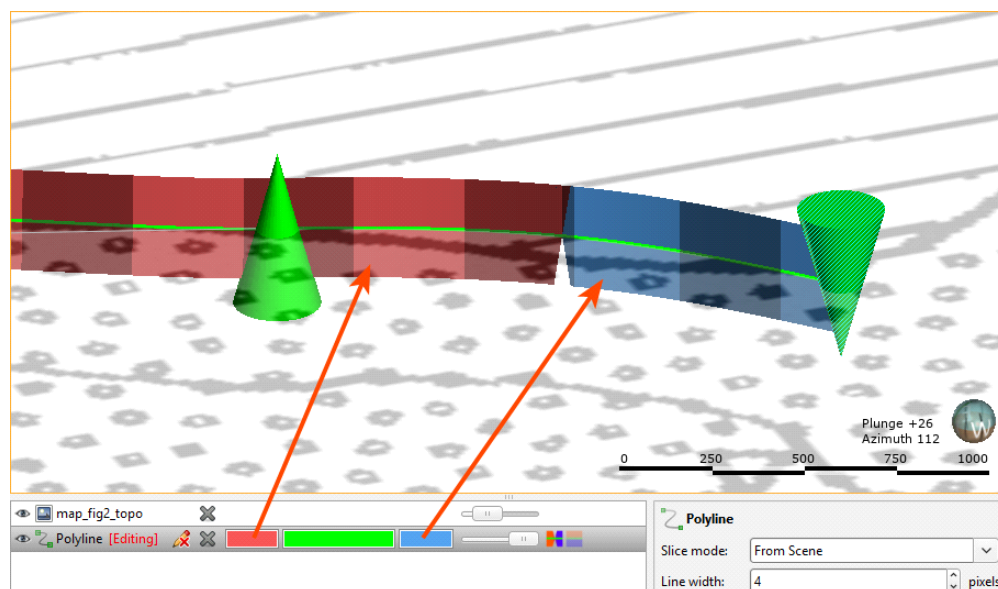 Plunge +26
Azimuth 112
0 250 500 750 1000
W
map_fig2_topo
Polyline [Editing]
Polyline
Slice mode: From Scene
Line width: 4 pixels